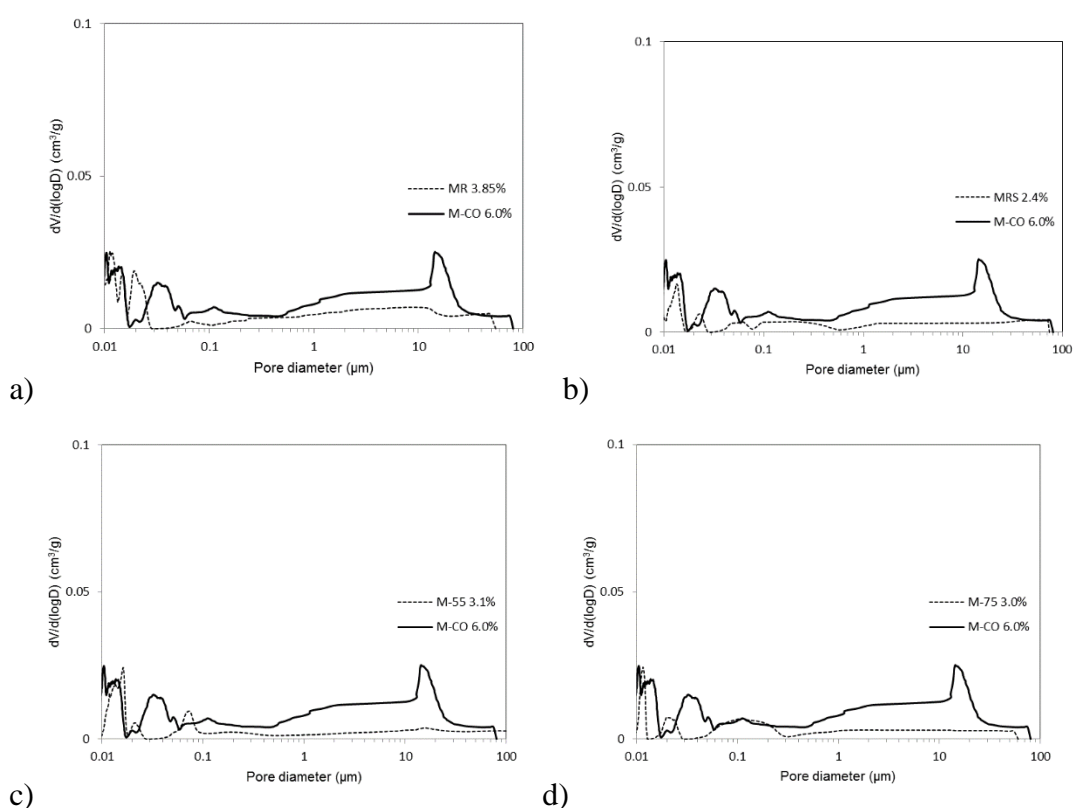 0.1
0.05
0
dV/d(logD) (cm³/g)
MR 3.85%
M-CO 6.0%
0.01 0.1 1 10 100
Pore diameter (µm)
a)
0.1
0.05
0
dV/d(logD) (cm³/g)
MRS 2.4%
M-CO 6.0%
0.01 0.1 1 10 100
Pore diameter (µm)
b)
0.1
0.05
0
dV/d(logD) (cm³/g)
M-55 3.1%
M-CO 6.0%
0.01 0.1 1 10 100
Pore diameter (µm)
c)
0.1
0.05
0
dV/d(logD) (cm³/g)
M-75 3.0%
M-CO 6.0%
0.01 0.1 1 10 100
Pore diameter (µm)
d)